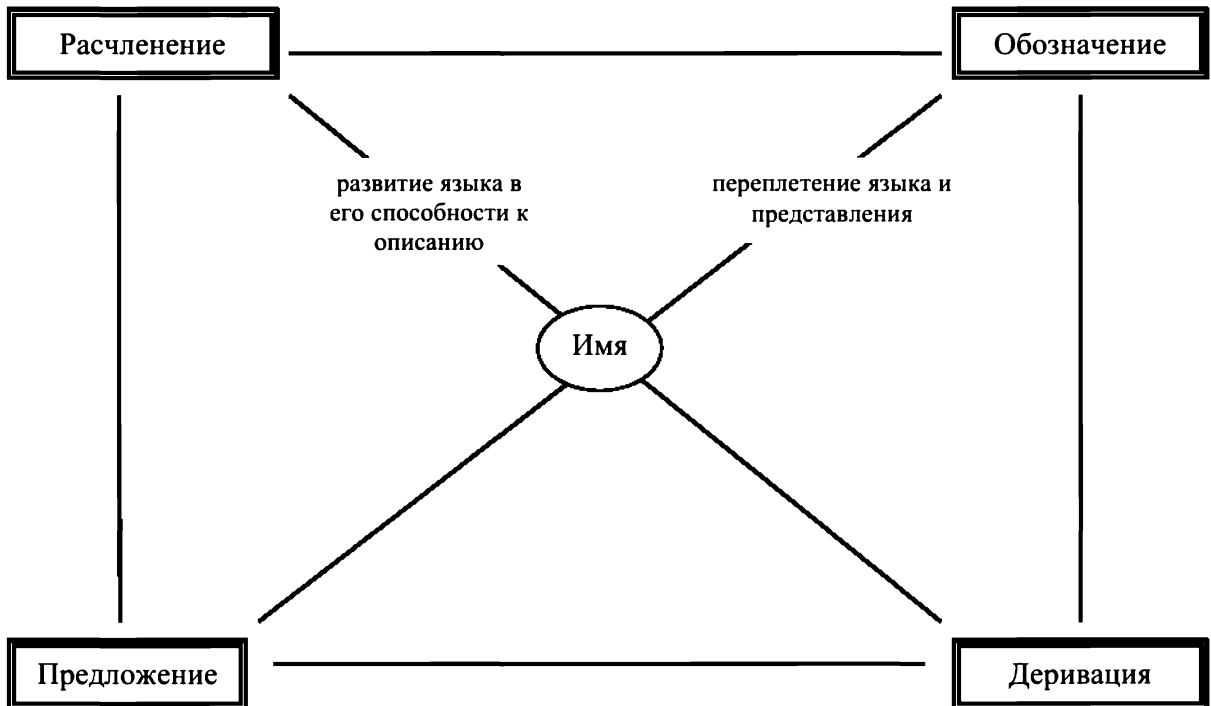 Расчленение
Обозначение
развитие языка в
его способности к
описанию
переплетение языка и
представления
Имя
Предложение
Деривация